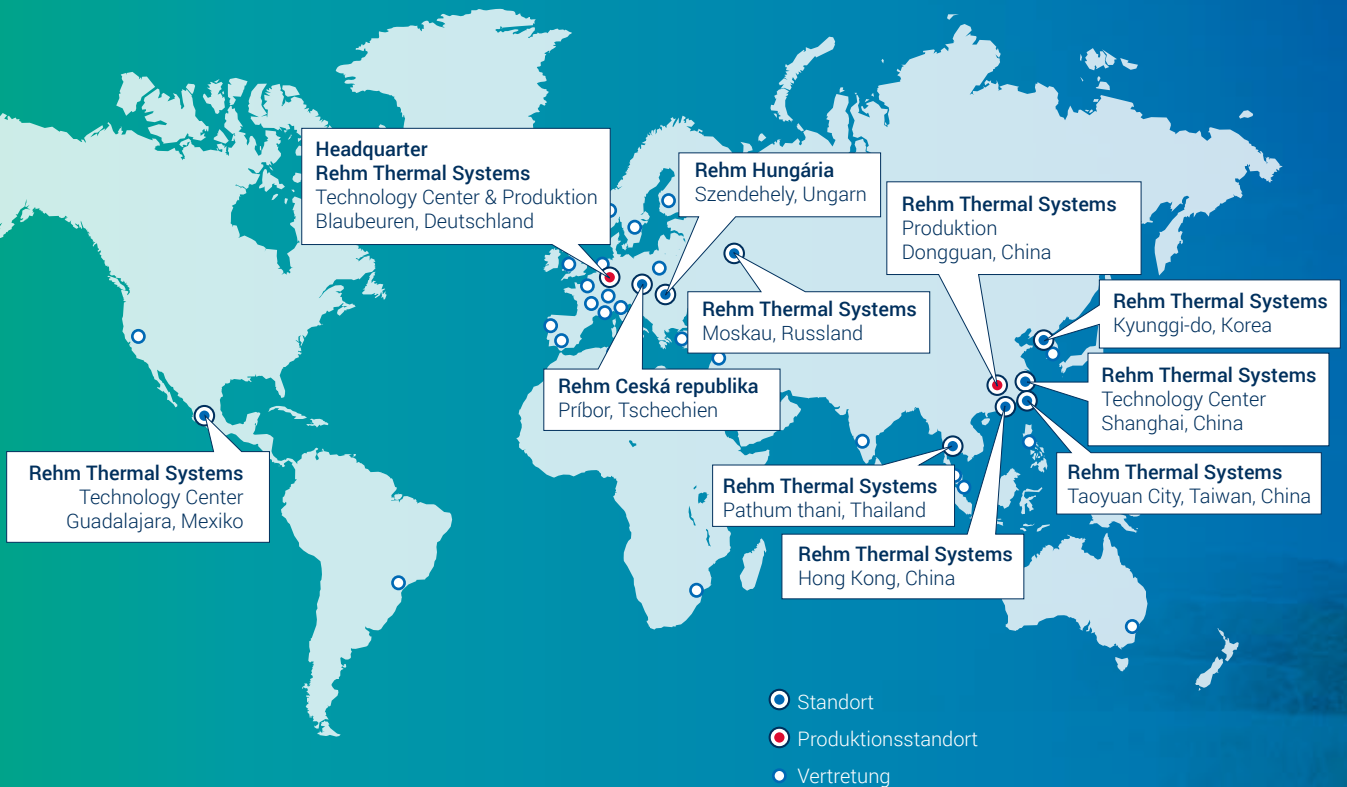 Headquarter
Rehm Thermal Systems
Technology Center & Produktion
Blaubeuren, Deutschland
Rehm Hungária
Szendehely, Ungarn
Rehm Thermal Systems
Produktion
Dongguan, China
Rehm Thermal Systems
Moskau, Russland
Rehm Thermal Systems
Kyunggi-do, Korea
Rehm Ceská republika
Príbor, Tschechien
Rehm Thermal Systems
Technology Center
Shanghai, China
Rehm Thermal Systems
Technology Center
Guadalajara, Mexiko
Rehm Thermal Systems
Pathum thani, Thailand
Rehm Thermal Systems
Taoyuan City, Taiwan, China
Rehm Thermal Systems
Hong Kong, China
Standort
Produktionsstandort
Vertretung